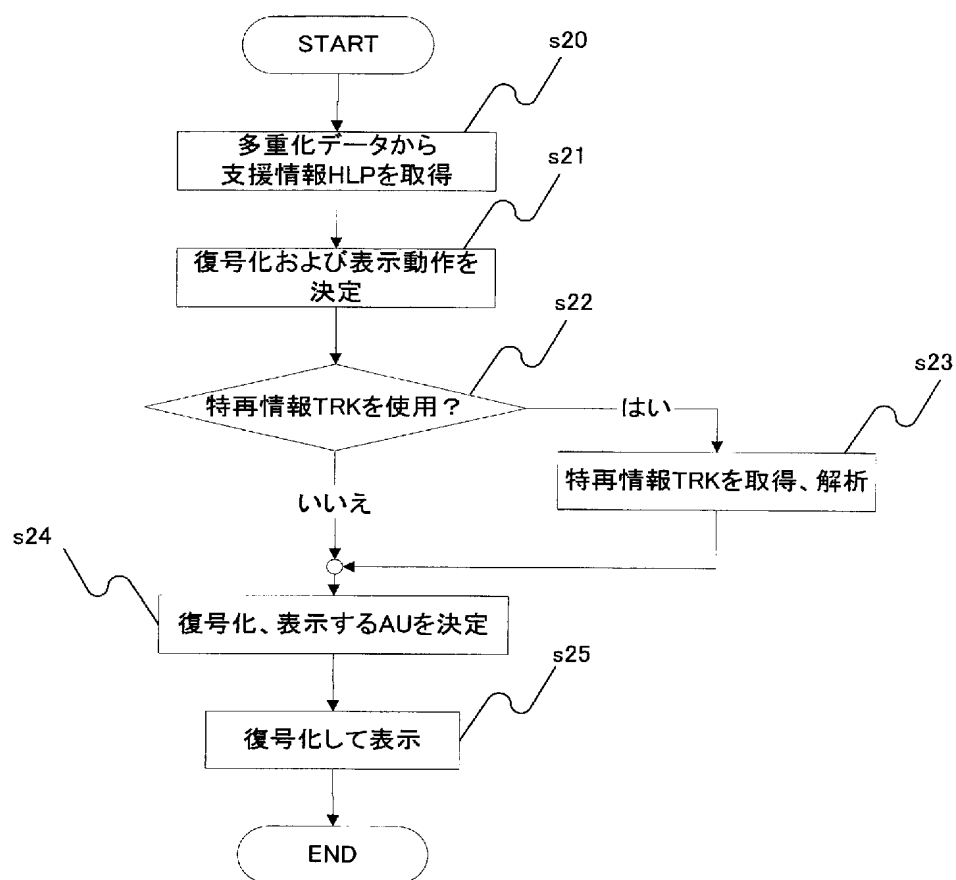 START
s20
多重化データから
支援情報HLPを取得
s21
復号化および表示動作を
決定
s22
特再情報TRKを使用？
はい
s23
特再情報TRKを取得、解析
いいえ
s24
復号化、表示するAUを決定
s25
復号化して表示
END